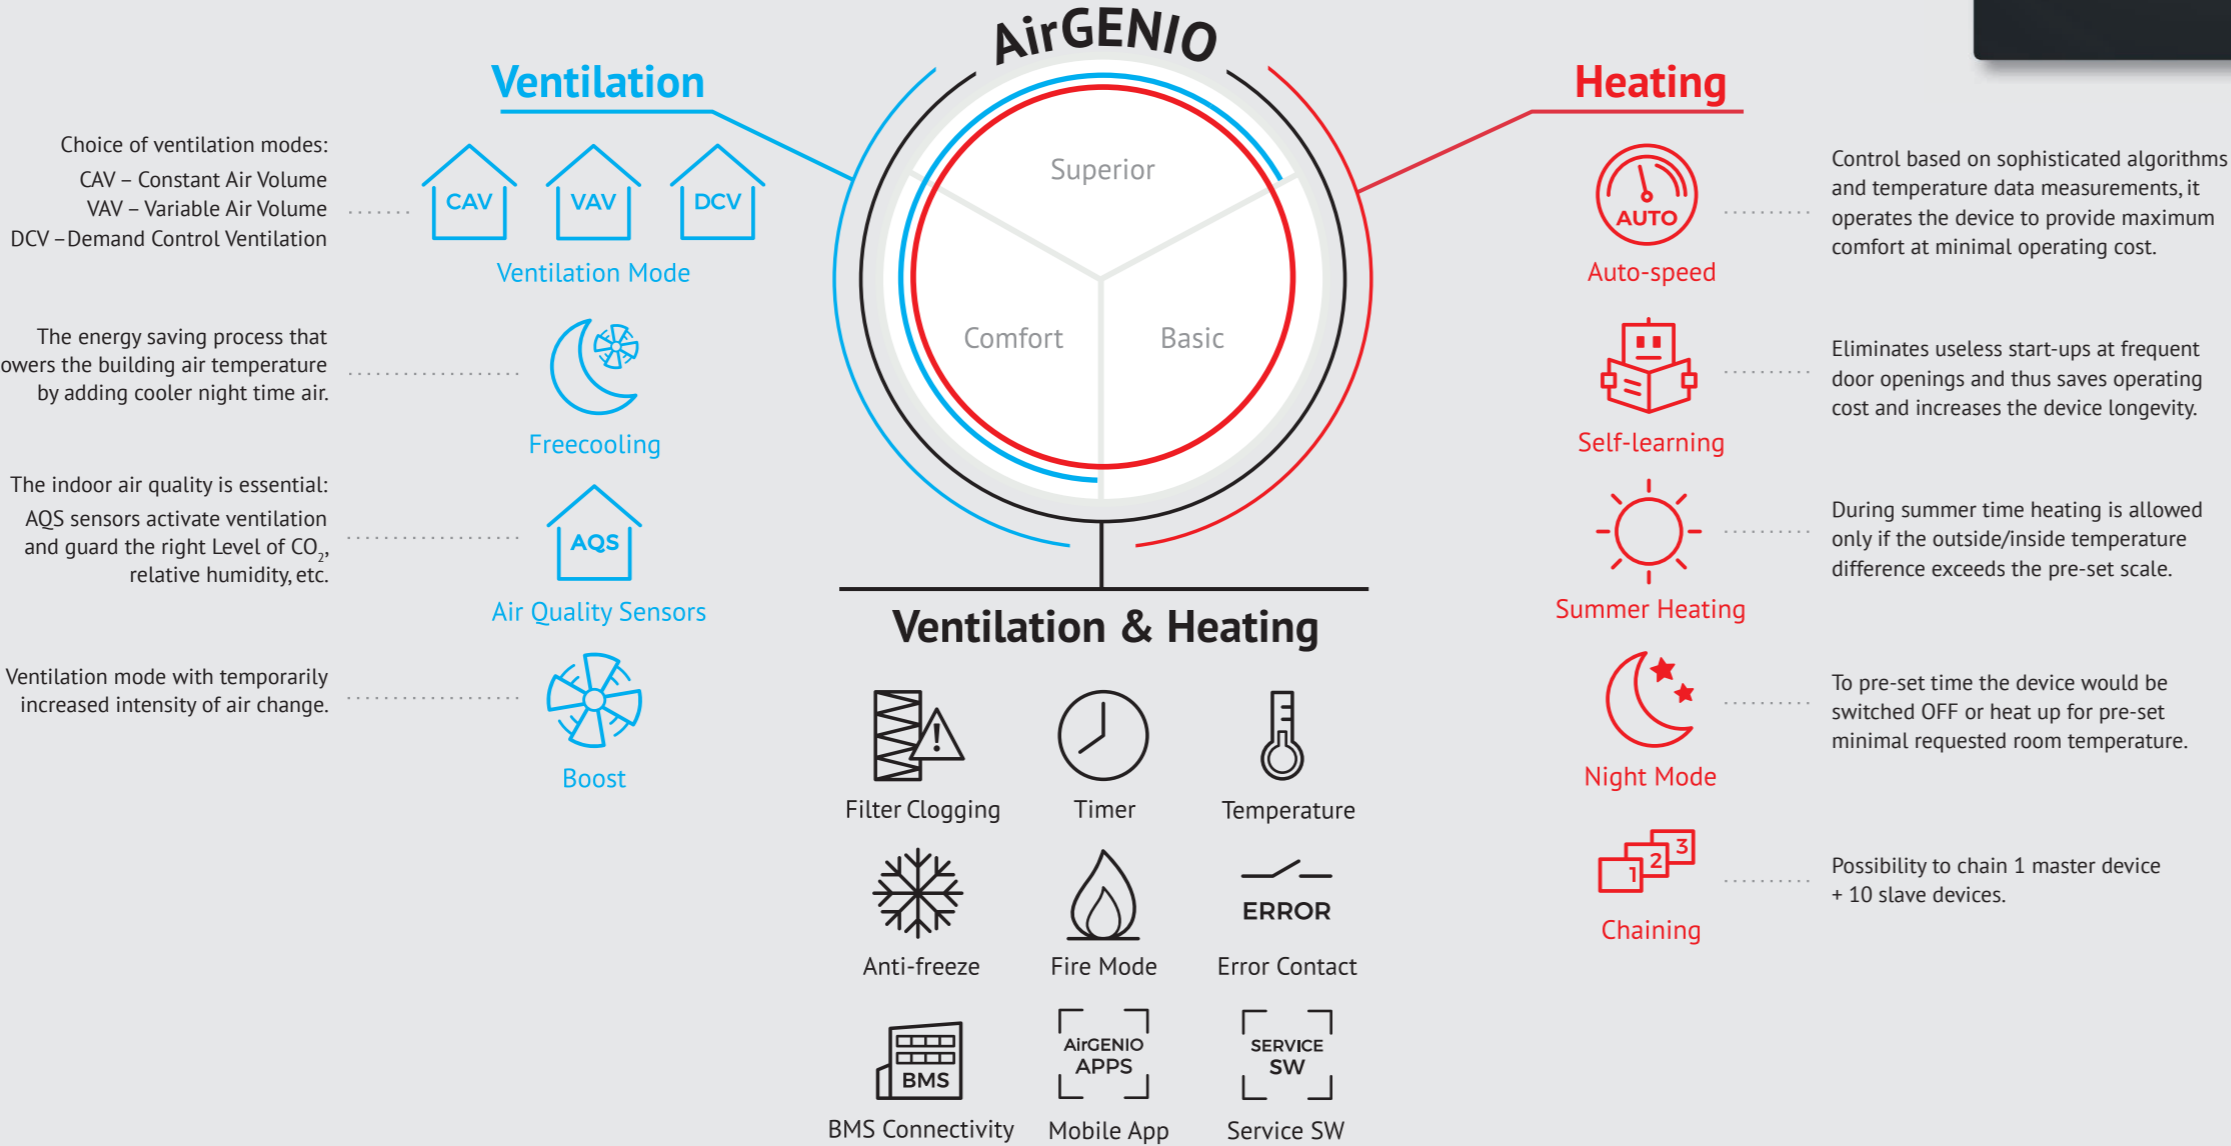 AirGENIO
Superior
Comfort
Basic
Ventilation
Choice of ventilation modes:
CAV – Constant Air Volume
VAV – Variable Air Volume
DCV –Demand Control Ventilation
CAV
VAV
DCV
Ventilation Mode
The energy saving process that
owers the building air temperature
by adding cooler night time air.
Freecooling
The indoor air quality is essential:
AQS sensors activate ventilation
and guard the right Level of CO₂,
relative humidity, etc.
AQS
Air Quality Sensors
Ventilation mode with temporarily
increased intensity of air change.
Boost
Heating
AUTO
Auto-speed
Control based on sophisticated algorithms
and temperature data measurements, it
operates the device to provide maximum
comfort at minimal operating cost.
Self-learning
Eliminates useless start-ups at frequent
door openings and thus saves operating
cost and increases the device longevity.
Summer Heating
During summer time heating is allowed
only if the outside/inside temperature
difference exceeds the pre-set scale.
Night Mode
To pre-set time the device would be
switched OFF or heat up for pre-set
minimal requested room temperature.
1 2 3
Chaining
Possibility to chain 1 master device
+ 10 slave devices.
Ventilation & Heating
!
Filter Clogging
Timer
Temperature
Anti-freeze
Fire Mode
ERROR
Error Contact
BMS
BMS Connectivity
AirGENIO
APPS
Mobile App
SERVICE
SW
Service SW